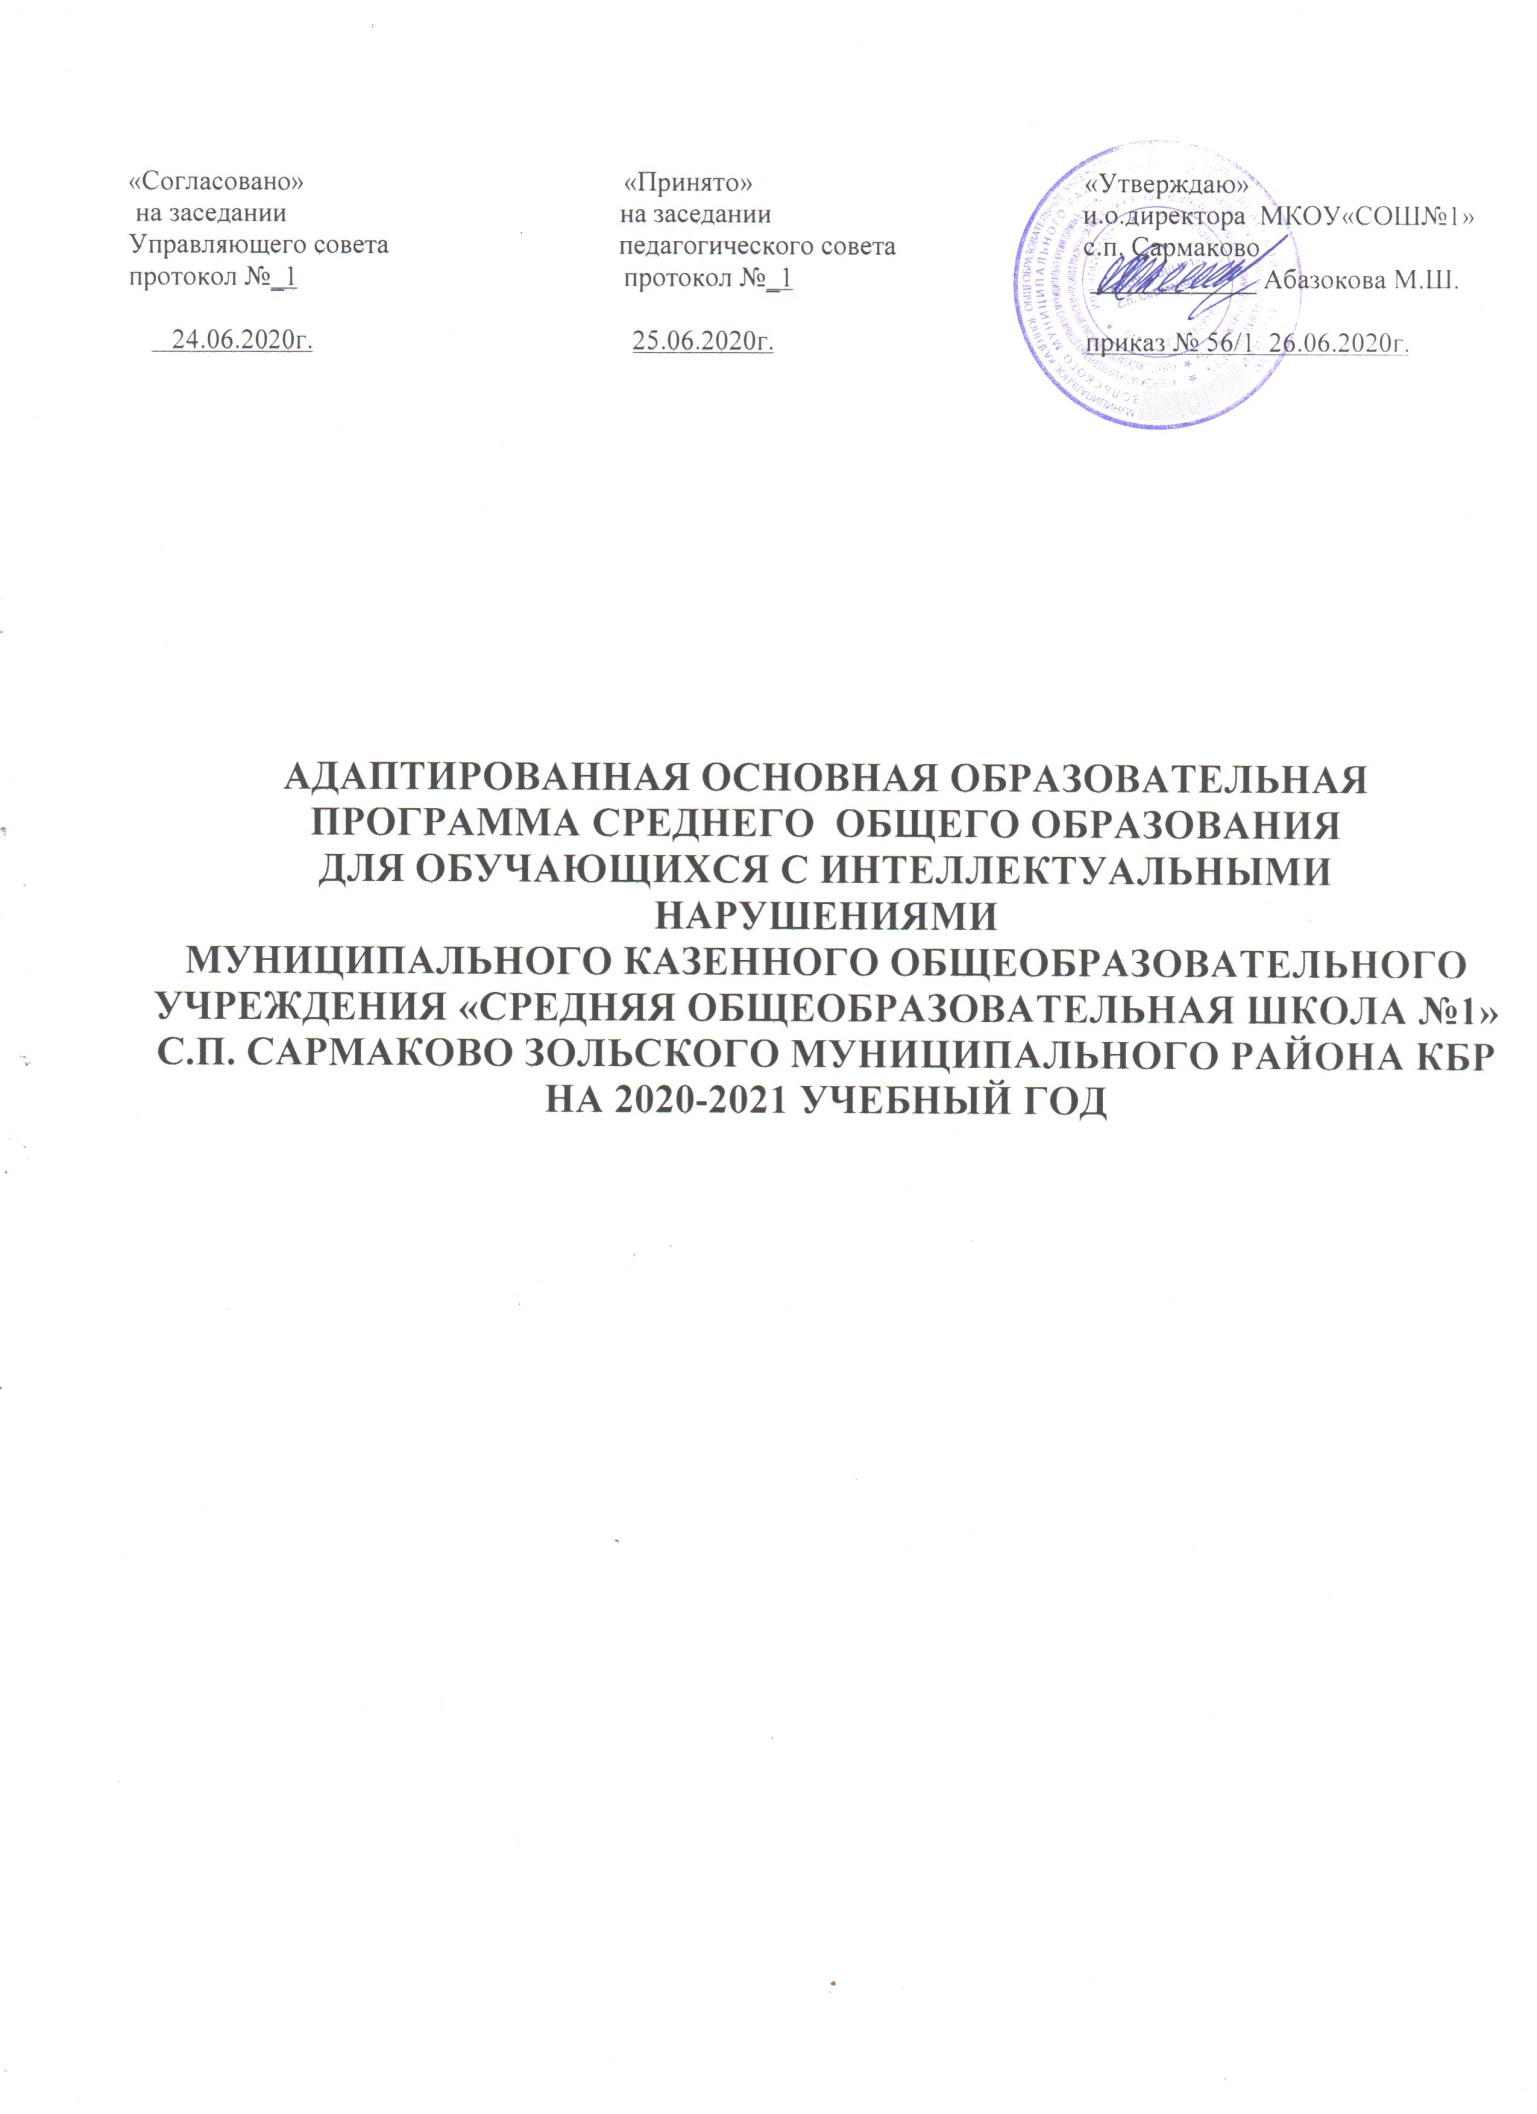 «Согласовано»
на заседании
Управляющего совета
протокол №_1
24.06.2020г.
«Принято»
на заседании
педагогического совета
протокол №_1
25.06.2020г.
«Утверждаю»
и.о.директора МКОУ«СОШ№1»
с.п. Сармаково
Абазокова М.Ш.
приказ № 56/1 26.06.2020г.
АДАПТИРОВАННАЯ ОСНОВНАЯ ОБРАЗОВАТЕЛЬНАЯ
ПРОГРАММА СРЕДНЕГО ОБЩЕГО ОБРАЗОВАНИЯ
ДЛЯ ОБУЧАЮЩИХСЯ С ИНТЕЛЛЕКТУАЛЬНЫМИ
НАРУШЕНИЯМИ
МУНИЦИПАЛЬНОГО КАЗЕННОГО ОБЩЕОБРАЗОВАТЕЛЬНОГО
УЧРЕЖДЕНИЯ «СРЕДНЯЯ ОБЩЕОБРАЗОВАТЕЛЬНАЯ ШКОЛА №1»
С.П. САРМАКОВО ЗОЛЬСКОГО МУНИЦИПАЛЬНОГО РАЙОНА КБР
НА 2020-2021 УЧЕБНЫЙ ГОД